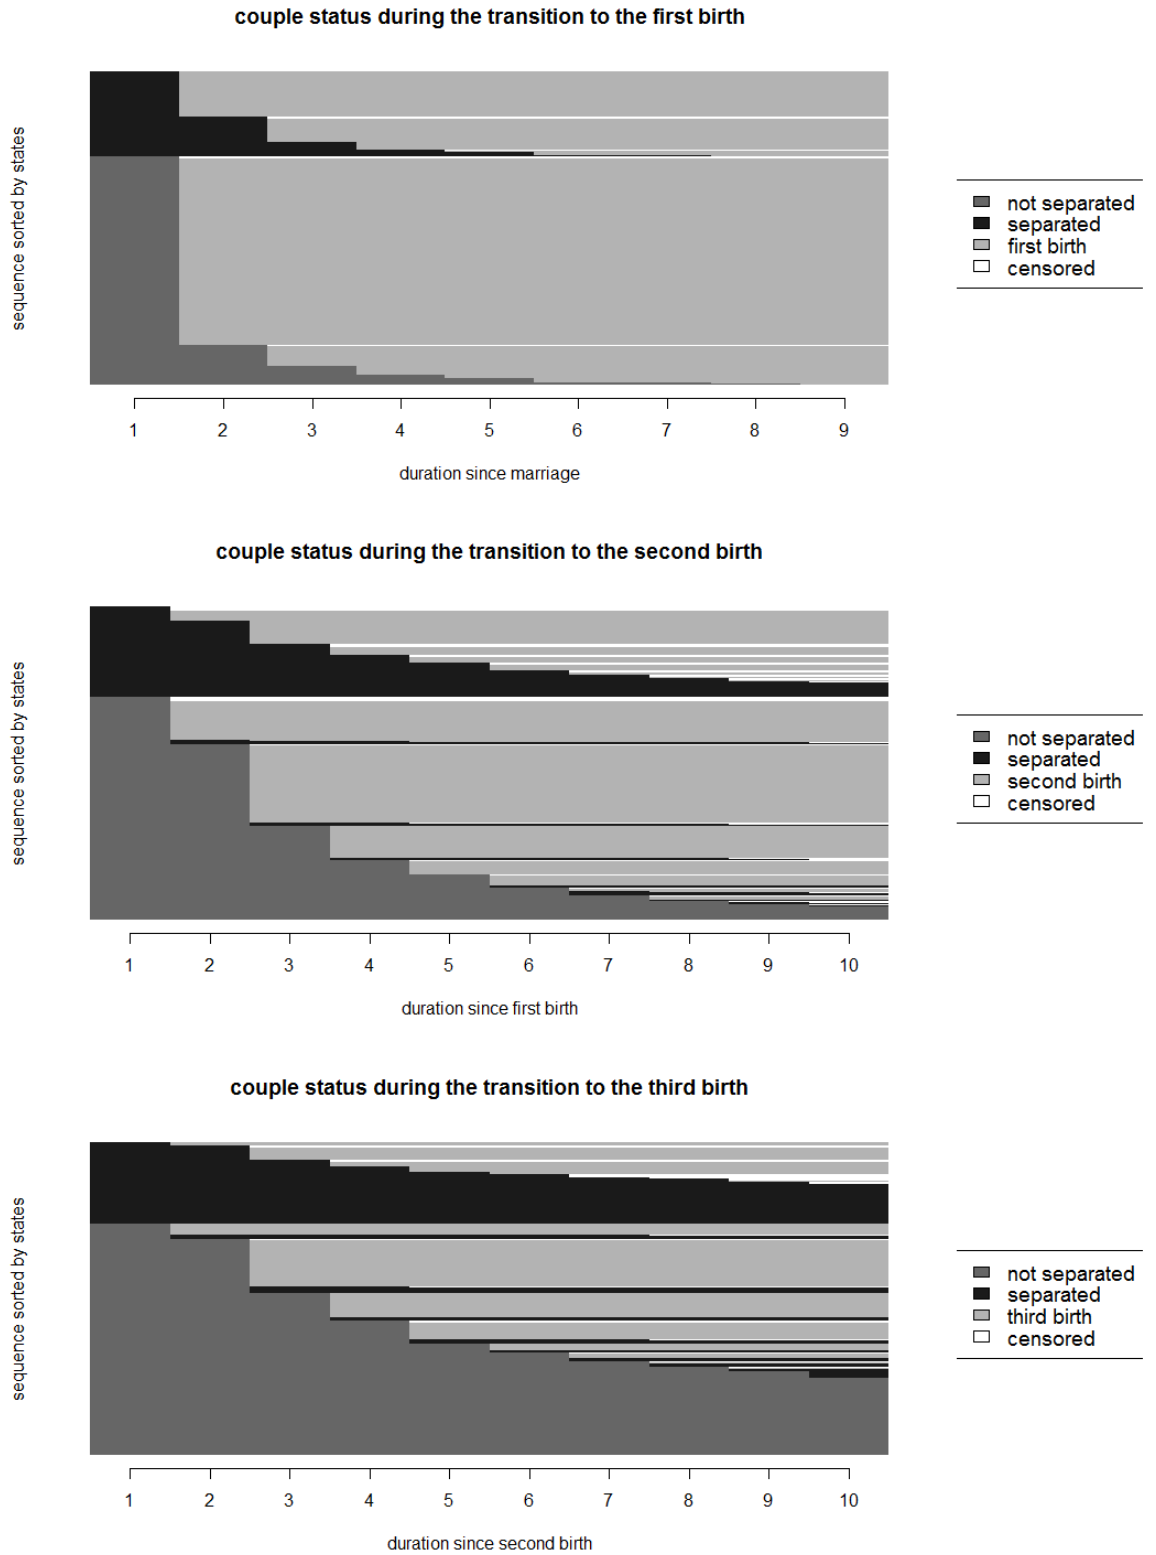 couple status during the transition to the first birth
sequence sorted by states
not separated
separated
first birth
censored
1 2 3 4 5 6 7 8 9
duration since marriage
couple status during the transition to the second birth
sequence sorted by states
not separated
separated
second birth
censored
1 2 3 4 5 6 7 8 9 10
duration since first birth
couple status during the transition to the third birth
sequence sorted by states
not separated
separated
third birth
censored
1 2 3 4 5 6 7 8 9 10
duration since second birth